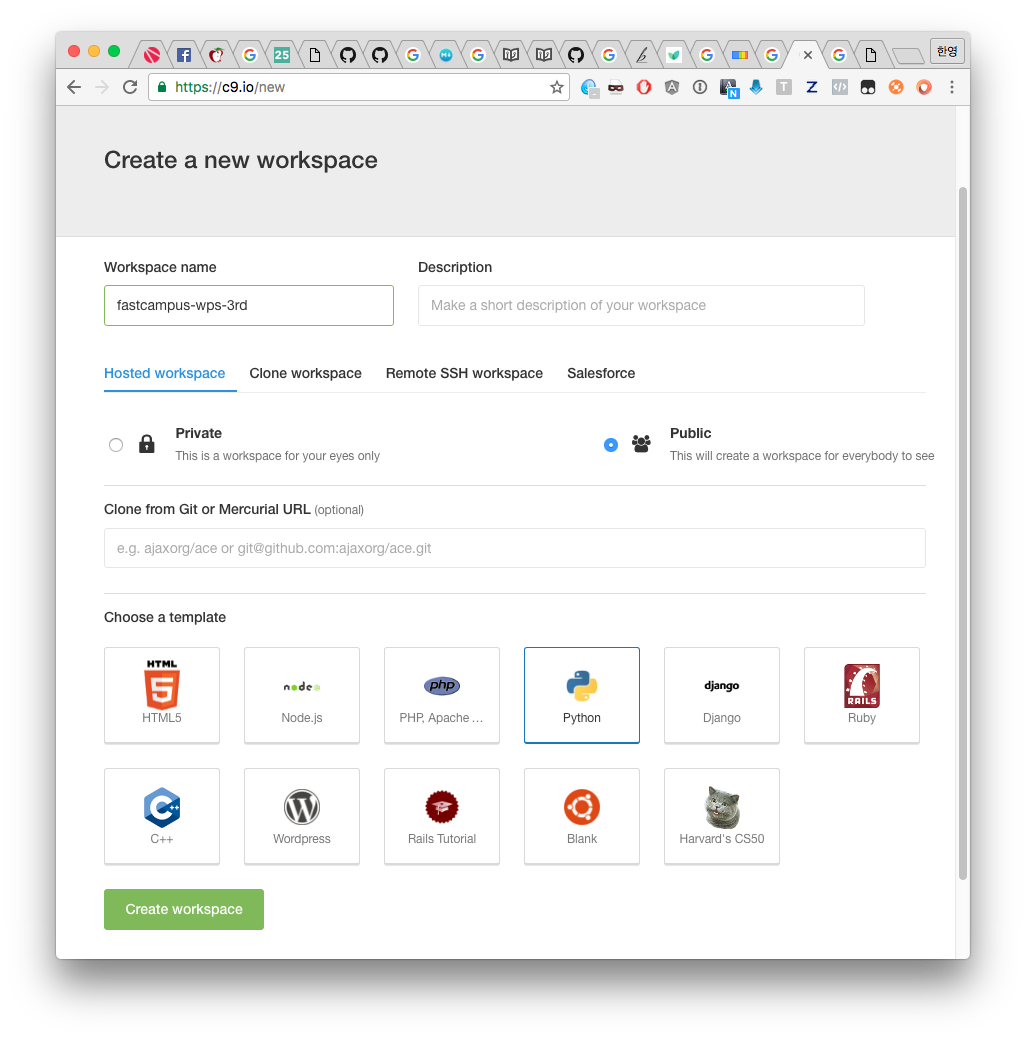 25
한영
https://c9.io/new
N
T
Z
Create a new workspace
Workspace name
Description
fastcampus-wps-3rd
Make a short description of your workspace
Hosted workspace
Clone workspace
Remote SSH workspace
Salesforce
Private
This is a workspace for your eyes only
Public
This will create a workspace for everybody to see
Clone from Git or Mercurial URL (optional)
e.g. ajaxorg/ace or git@github.com:ajaxorg/ace.git
Choose a template
HTML
5
HTML5
node
Node.js
php
PHP, Apache ...
Python
django
Django
RAILS
Ruby
C++
C++
W
Wordpress
Rails Tutorial
Blank
Harvard's CS50
Create workspace